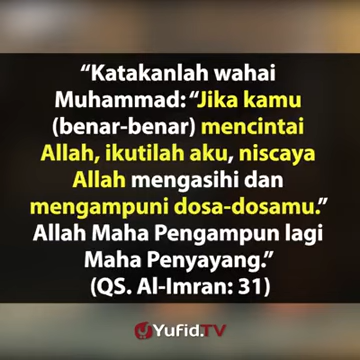 “Katakanlah wahai
Muhammad: “Jika kamu
(benar-benar) mencintai
Allah, ikutilah aku, niscaya
Allah mengasihi dan
mengampuni dosa-dosamu.”
Allah Maha Pengampun lagi
Maha Penyayang.”
(QS. Al-Imran: 31)
Yufid.TV